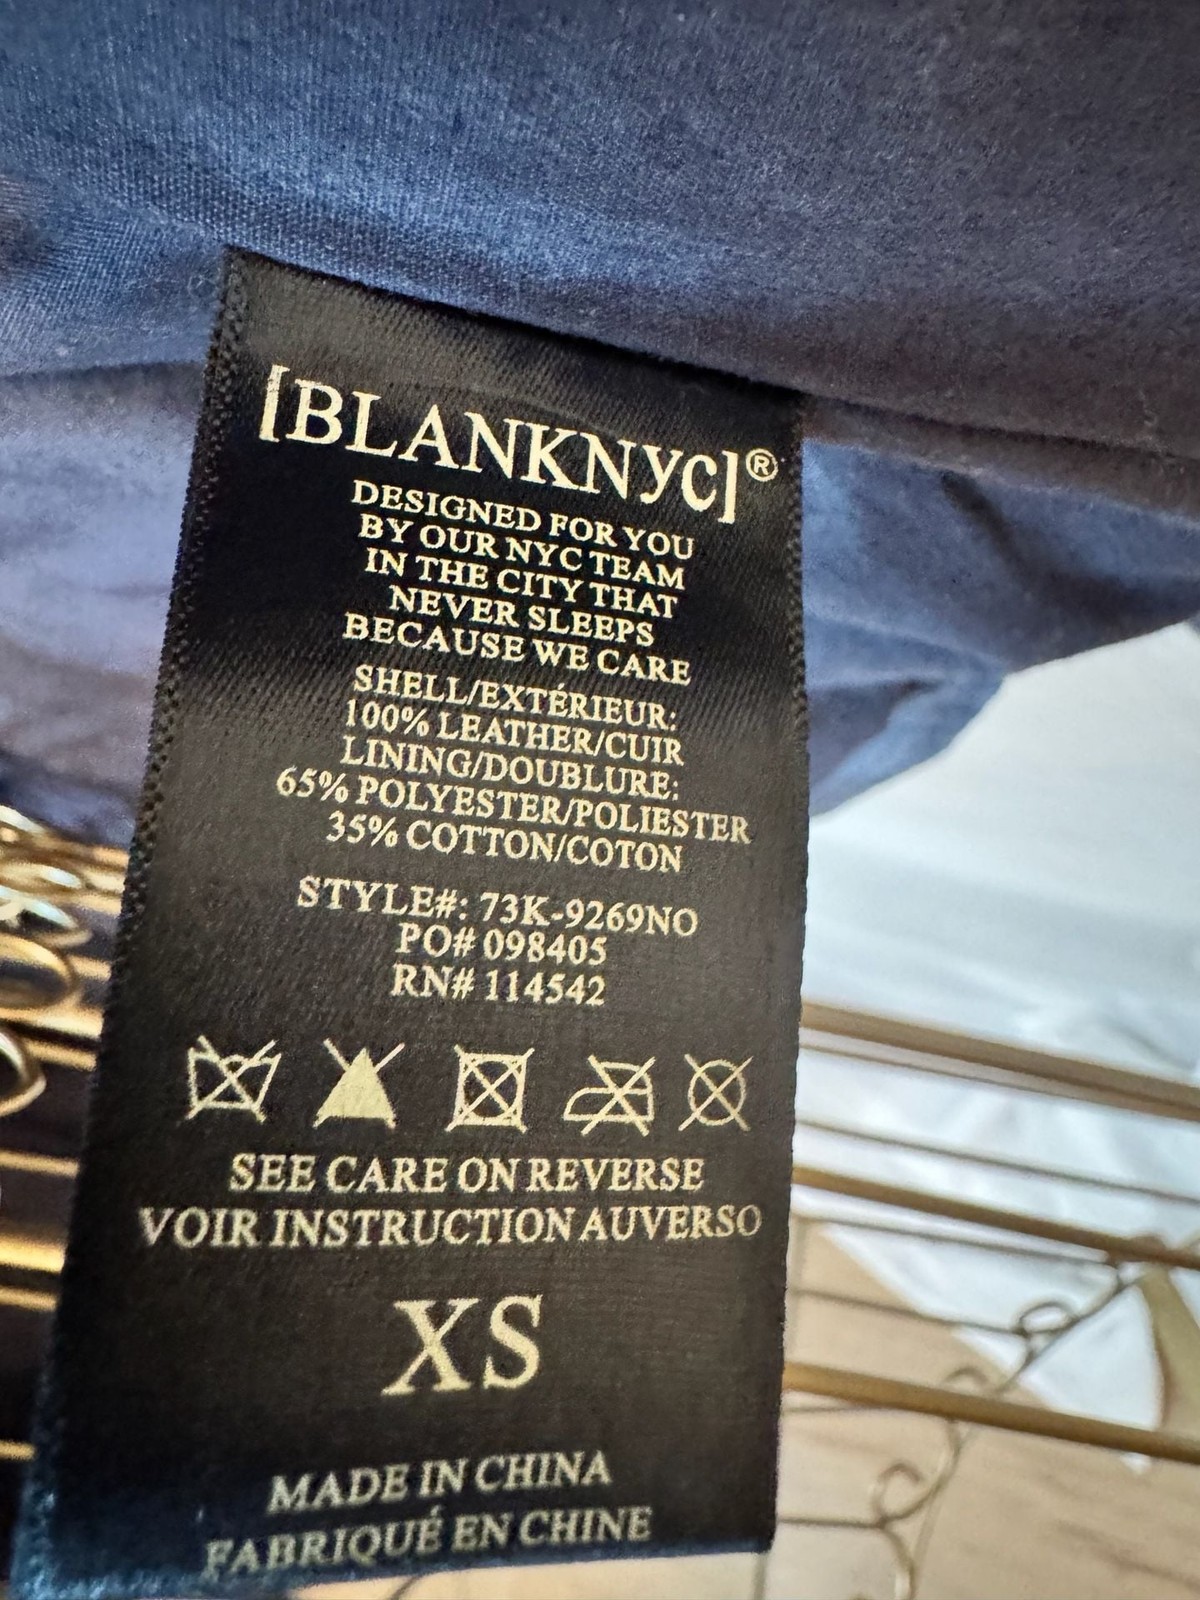 [BLANKNYC]®
DESIGNED FOR YOU
BY OUR NYC TEAM
IN THE CITY THAT
NEVER SLEEPS
BECAUSE WE CARE
SHELL/EXTÉRIEUR:
100% LEATHER/CUIR
LINING/DOUBLURE:
65% POLYESTER/POLIESTER
35% COTTON/COTON
STYLE#: 73K-9269NO
PO# 098405
RN# 114542
SEE CARE ON REVERSE
VOIR INSTRUCTION AUVERSO
XS
MADE IN CHINA
FABRIQUÉ EN CHINE